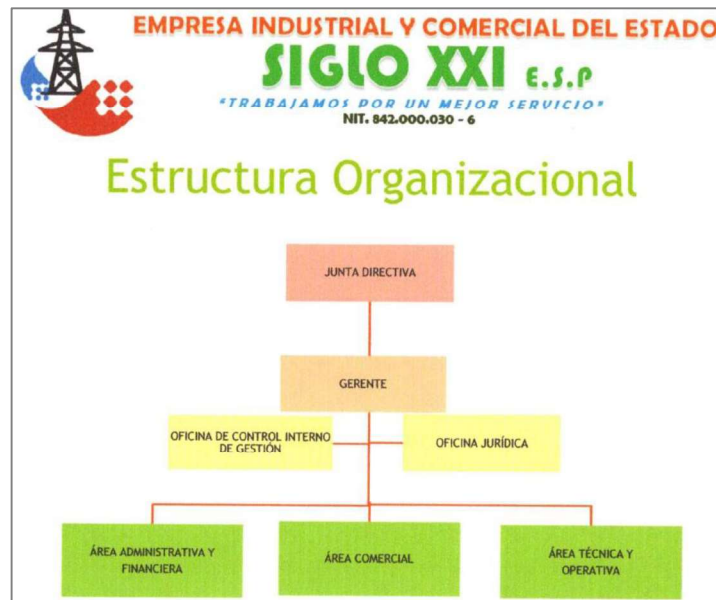 EMPRESA INDUSTRIAL Y COMERCIAL DEL ESTADO
SIGLO XXI E.S.P
"TRABAJAMOS POR UN MEJOR SERVICIO"
NIT. 842.000.030 - 6
Estructura Organizacional
JUNTA DIRECTIVA
GERENTE
OFICINA DE CONTROL INTERNO
DE GESTIÓN
OFICINA JURÍDICA
ÁREA ADMINISTRATIVA Y
FINANCIERA
ÁREA COMERCIAL
ÁREA TÉCNICA Y
OPERATIVA